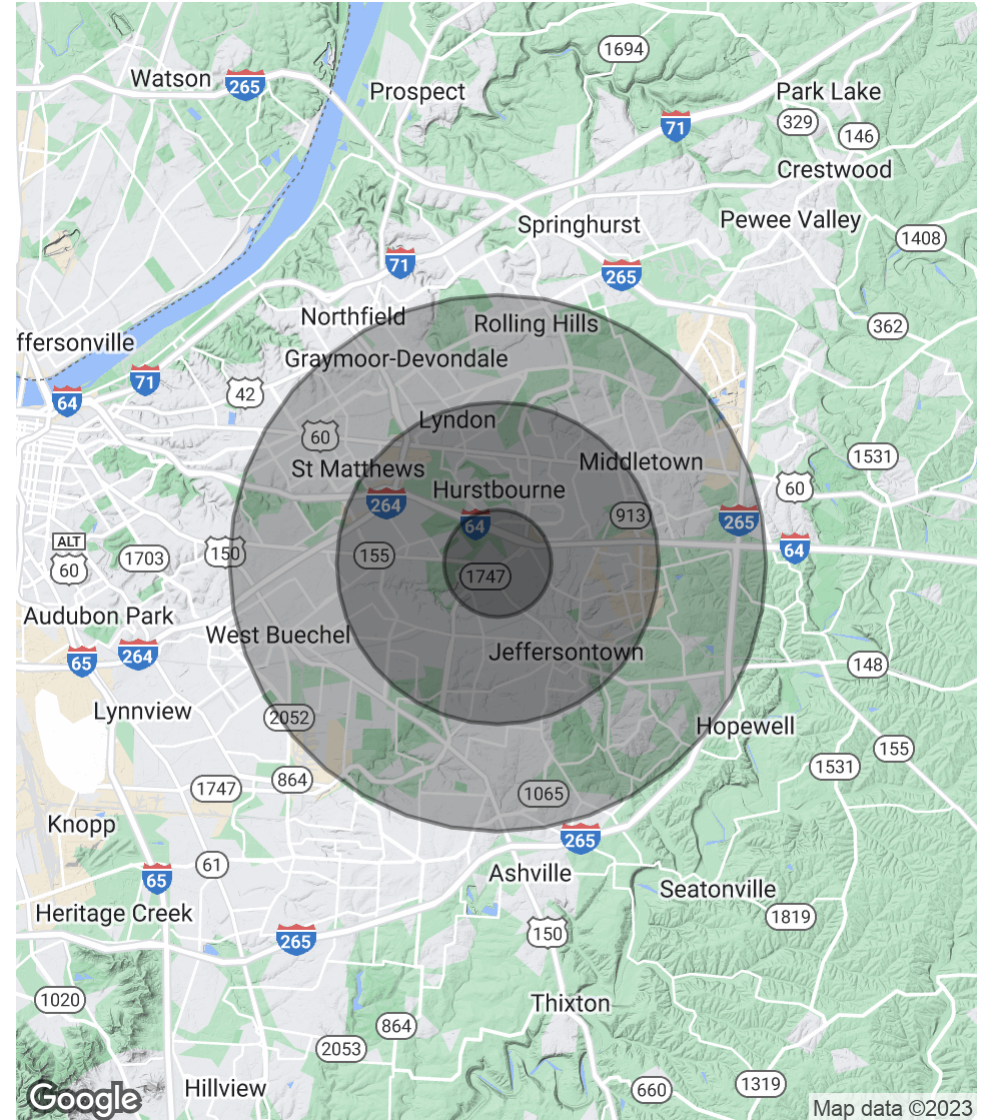 1694
Watson
265
Prospect
Park Lake
71
329
146
Crestwood
Springhurst
Pewee Valley
1408
71
265
Northfield
Rolling Hills
362
ffersonville
Graymoor-Devondale
71
64
42
Lyndon
60
1531
St Matthews
Middletown
Hurstbourne
60
264
913
64
265
ALT
60
1703
150
155
64
1747
Audubon Park
West Buechel
65
264
Jeffersontown
148
Lynnview
2052
Hopewell
155
1531
1747
864
1065
Knopp
265
61
65
Ashville
Seatonville
Heritage Creek
1819
265
150
1020
Thixton
864
2053
Hillview
660
1319
Google
Map data ©2023